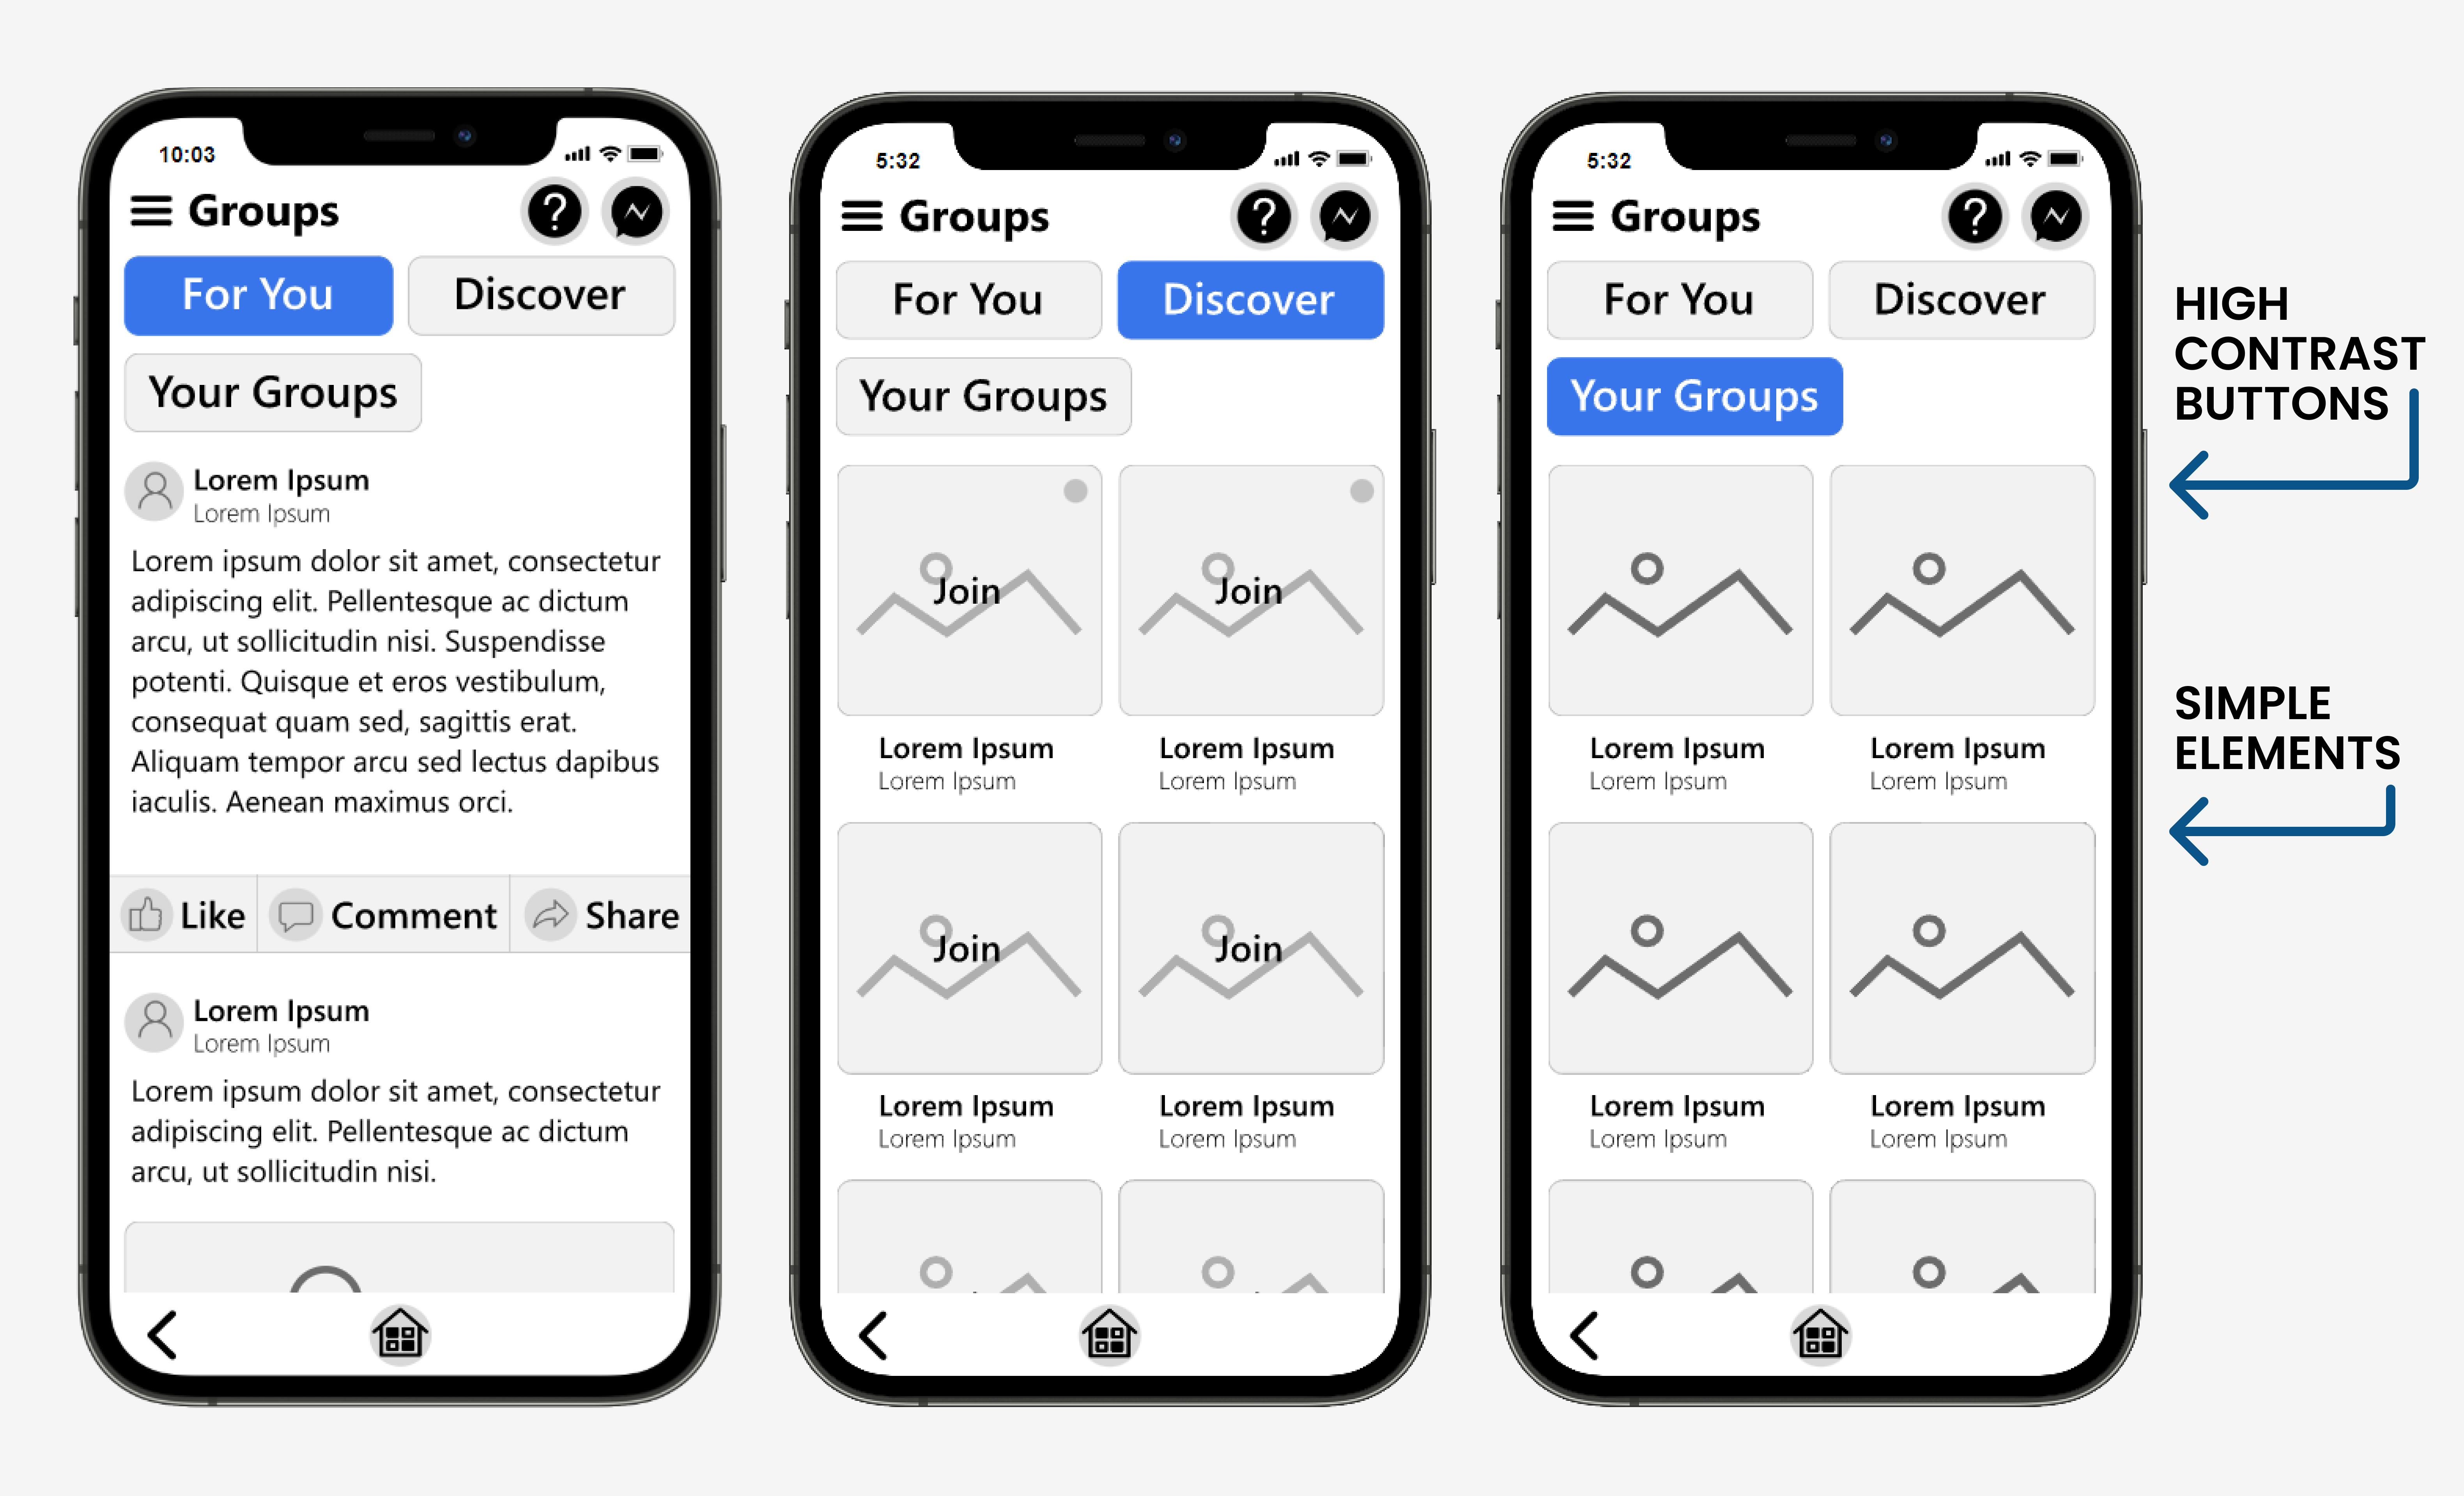 10:03
Groups
?
For You
Discover
Your Groups
Lorem Ipsum
Lorem Ipsum
Lorem ipsum dolor sit amet, consectetur
adipiscing elit. Pellentesque ac dictum
arcu, ut sollicitudin nisi. Suspendisse
potenti. Quisque et eros vestibulum,
consequat quam sed, sagittis erat.
Aliquam tempor arcu sed lectus dapibus
iaculis. Aenean maximus orci.
Like
Comment
Share
Lorem Ipsum
Lorem Ipsum
Lorem ipsum dolor sit amet, consectetur
adipiscing elit. Pellentesque ac dictum
arcu, ut sollicitudin nisi.
5:32
Groups
?
For You
Discover
Your Groups
Join
Join
Lorem Ipsum
Lorem Ipsum
Lorem Ipsum
Lorem Ipsum
Join
Join
Lorem Ipsum
Lorem Ipsum
Lorem Ipsum
Lorem Ipsum
5:32
Groups
?
For You
Discover
Your Groups
Lorem Ipsum
Lorem Ipsum
Lorem Ipsum
Lorem Ipsum
Lorem Ipsum
Lorem Ipsum
Lorem Ipsum
Lorem Ipsum
HIGH
CONTRAST
BUTTONS
SIMPLE
ELEMENTS